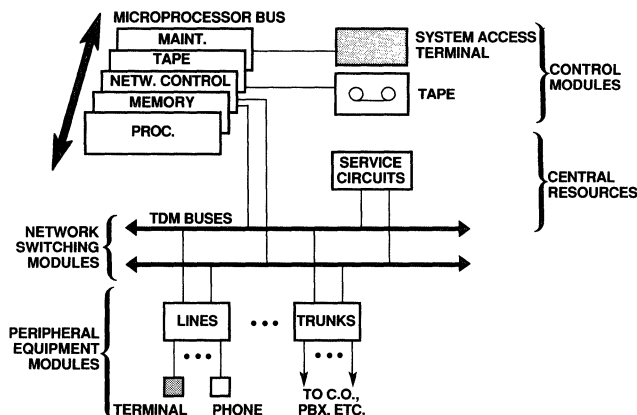 MICROPROCESSOR BUS
MAINT.
TAPE
NETW. CONTROL
MEMORY
PROC.
SYSTEM ACCESS
TERMINAL
TAPE
CONTROL
MODULES
SERVICE
CIRCUITS
CENTRAL
RESOURCES
TDM BUSES
NETWORK
SWITCHING
MODULES
LINES
TRUNKS
PERIPHERAL
EQUIPMENT
MODULES
TERMINAL
PHONE
TO C.O.,
PBX, ETC.